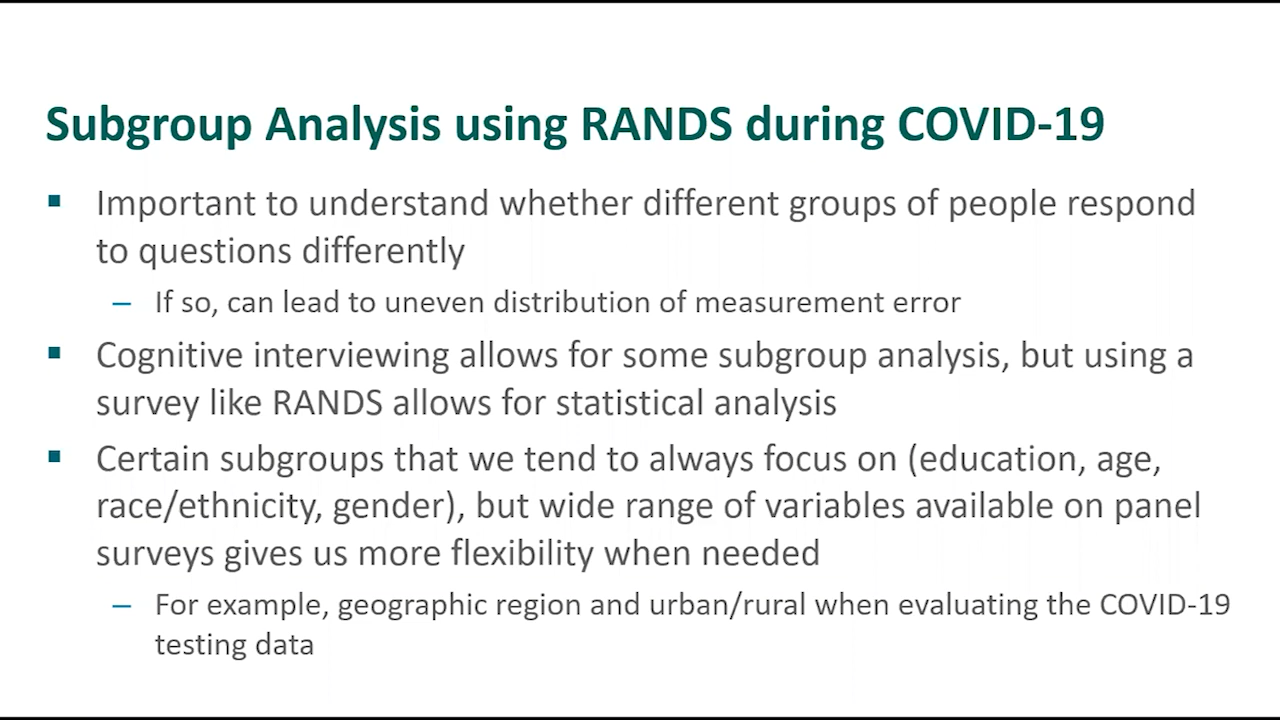 Subgroup Analysis using RANDS during COVID-19
▪ Important to understand whether different groups of people respond
to questions differently
– If so, can lead to uneven distribution of measurement error
▪ Cognitive interviewing allows for some subgroup analysis, but using a
survey like RANDS allows for statistical analysis
▪ Certain subgroups that we tend to always focus on (education, age,
race/ethnicity, gender), but wide range of variables available on panel
surveys gives us more flexibility when needed
– For example, geographic region and urban/rural when evaluating the COVID-19
testing data